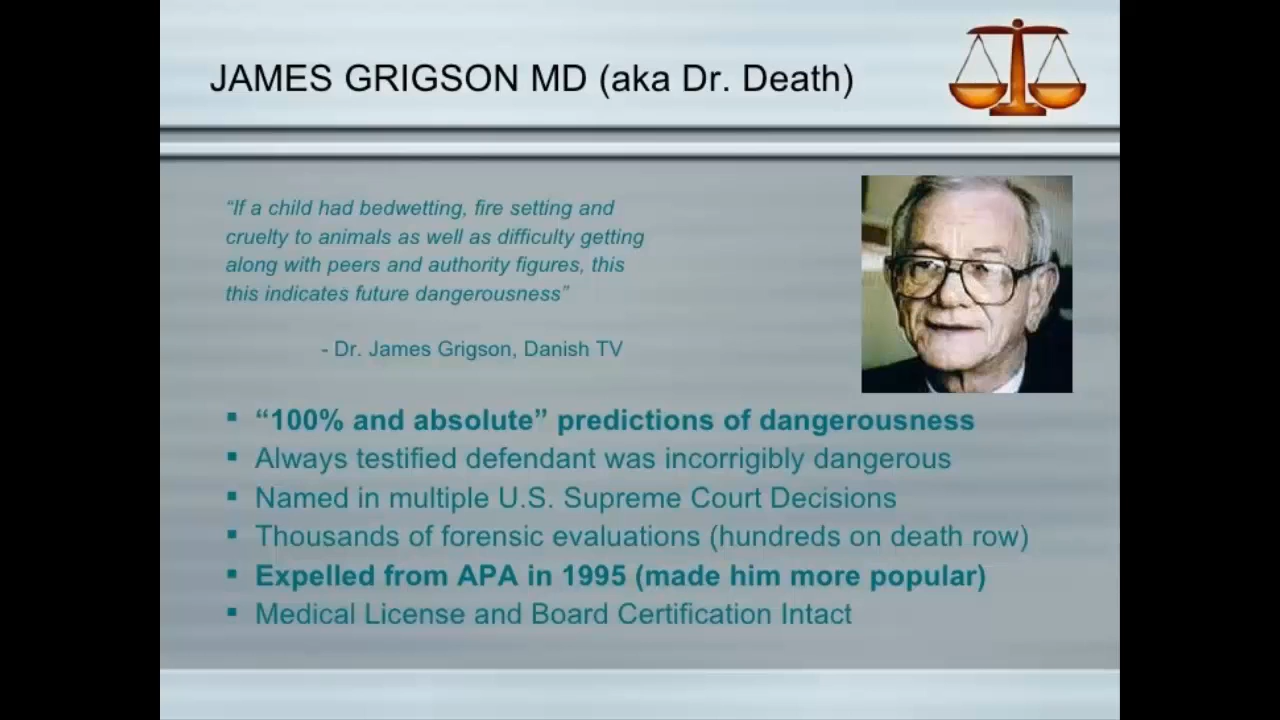 JAMES GRIGSON MD (aka Dr. Death)
“If a child had bedwetting, fire setting and
cruelty to animals as well as difficulty getting
along with peers and authority figures, this
this indicates future dangerousness”
- Dr. James Grigson, Danish TV
▪ “100% and absolute” predictions of dangerousness
▪ Always testified defendant was incorrigibly dangerous
▪ Named in multiple U.S. Supreme Court Decisions
▪ Thousands of forensic evaluations (hundreds on death row)
▪ Expelled from APA in 1995 (made him more popular)
▪ Medical License and Board Certification Intact